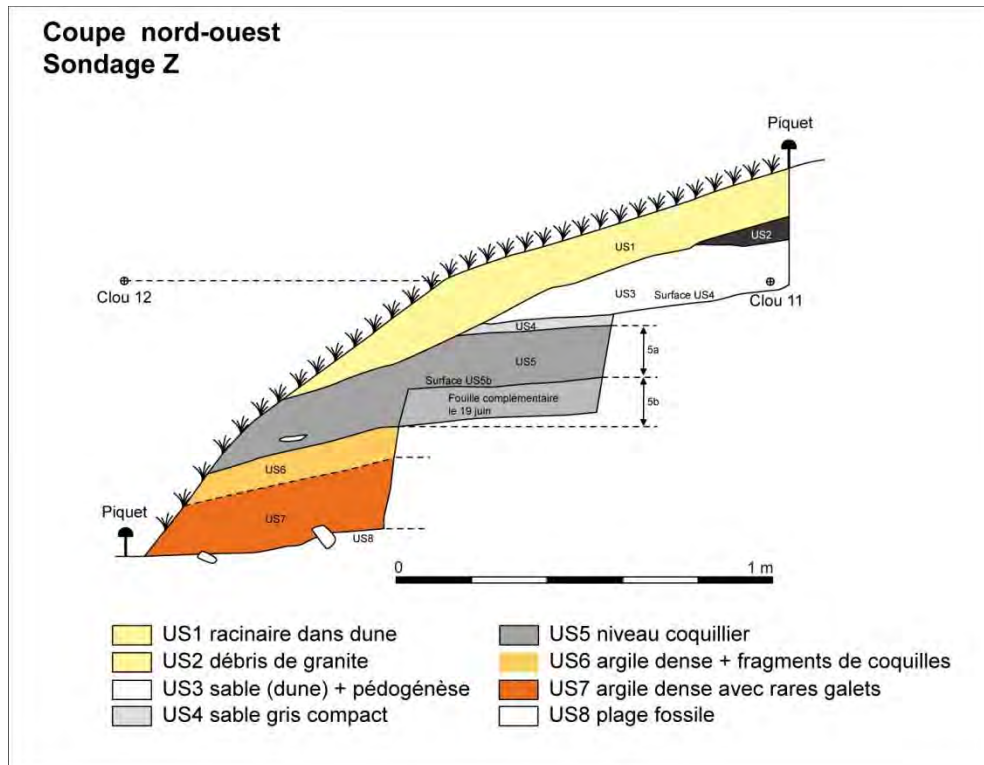 Coupe nord-ouest
Sondage Z
Piquet
US2
US1
Clou 12
US3
Surface US4
Clou 11
US4
5a
US5
Surface US5b
Fouille complémentaire
le 19 juin
5b
US6
Piquet
US7
US8
0
1 m
US1 racinaire dans dune
US2 débris de granite
US3 sable (dune) + pédogénèse
US4 sable gris compact
US5 niveau coquillier
US6 argile dense + fragments de coquilles
US7 argile dense avec rares galets
US8 plage fossile